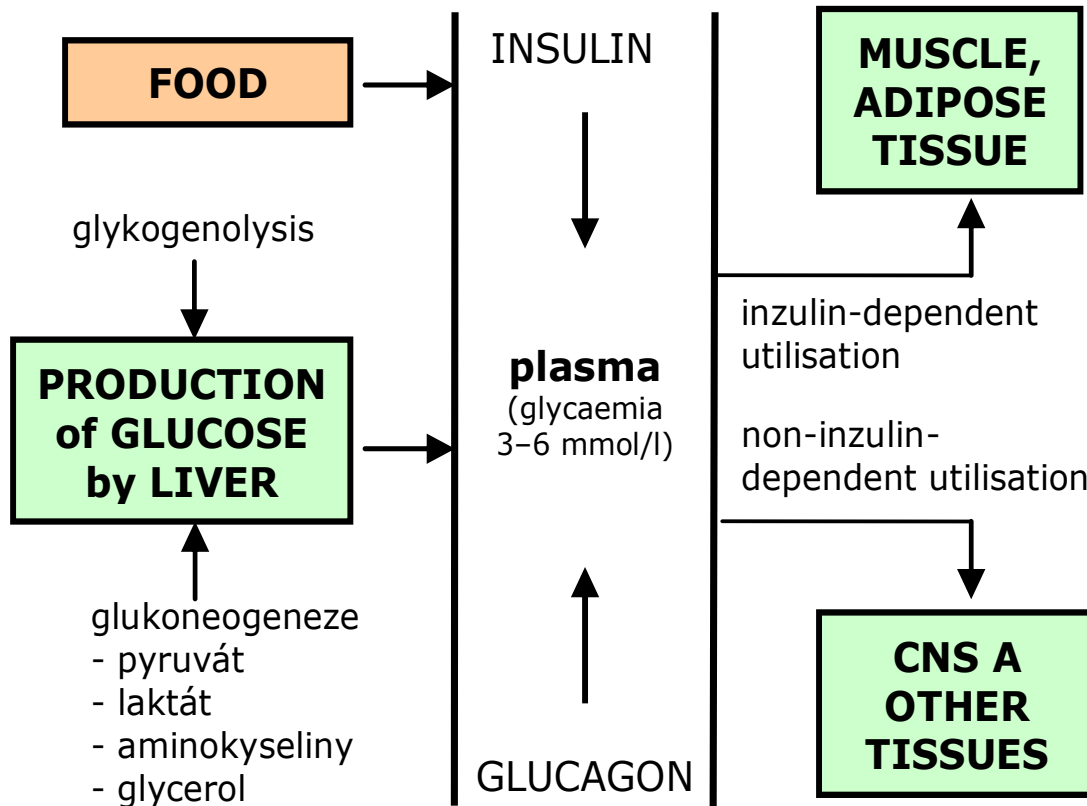 FOOD
glykogenolysis
PRODUCTION
of GLUCOSE
by LIVER
glukoneogeneze
- pyruvát
- laktát
- aminokyseliny
- glycerol
INSULIN
plasma
(glycaemia
3–6 mmol/l)
GLUCAGON
MUSCLE,
ADIPOSE
TISSUE
inzulin-dependent
utilisation
non-inzulin-
dependent utilisation
CNS A
OTHER
TISSUES